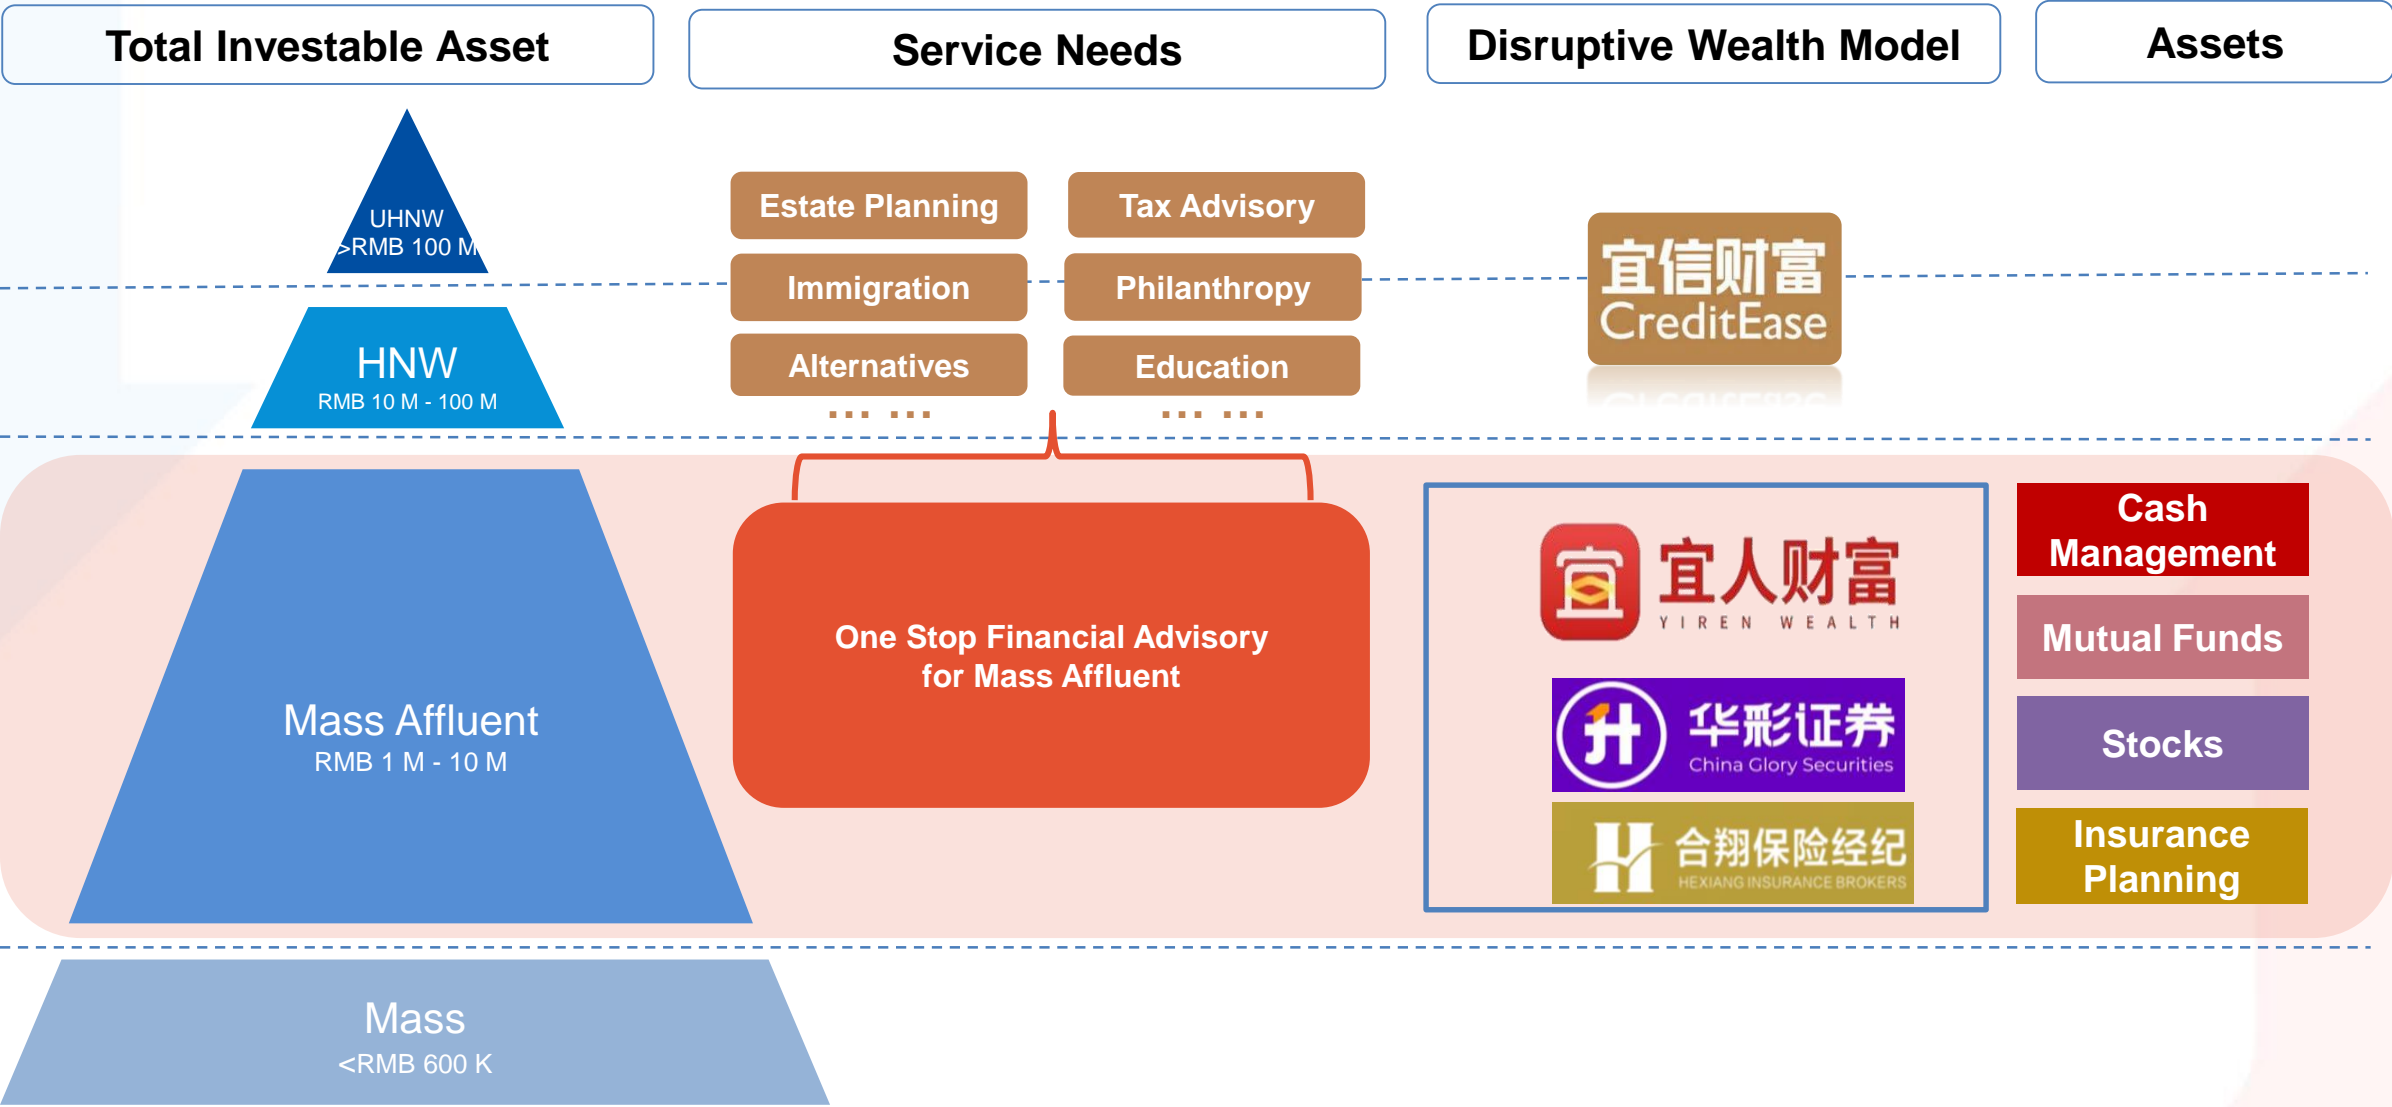 Total Investable Asset
Service Needs
Disruptive Wealth Model
Assets
UHNW
>RMB 100 M
Estate Planning
Tax Advisory
Immigration
Philanthropy
Alternatives
Education
... ...
... ...
宜信财富
CreditEase
HNW
RMB 10 M - 100 M
Mass Affluent
RMB 1 M - 10 M
One Stop Financial Advisory
for Mass Affluent
宜
宜人财富
YIREN WEALTH
华彩证券
China Glory Securities
合翔保险经纪
HEXIANG INSURANCE BROKERS
Cash
Management
Mutual Funds
Stocks
Insurance
Planning
Mass
<RMB 600 K